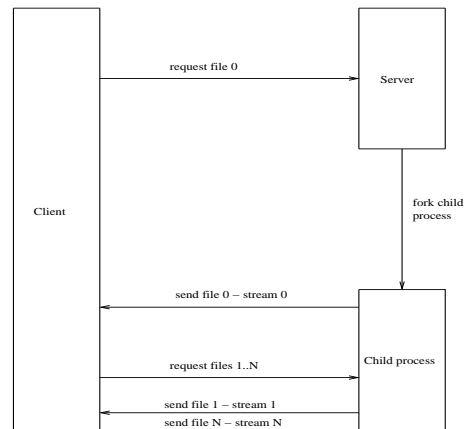 request file 0
Server
Client
fork child
process
send file 0 – stream 0
request files 1..N
Child process
send file 1 – stream 1
send file N – stream N